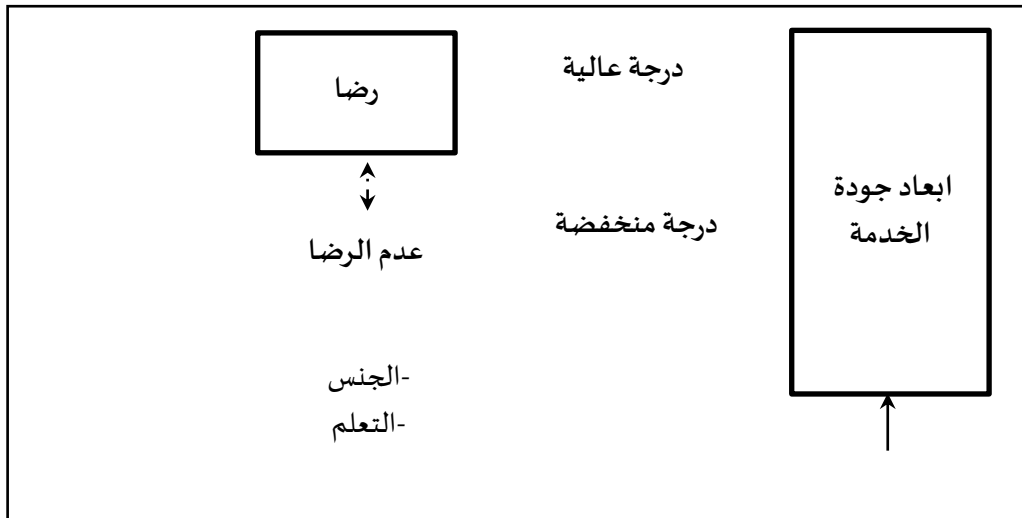 ابعاد جودة
الخدمة
درجة عالية
درجة منخفضة
رضا
عدم الرضا
-الجنس
-التعلم